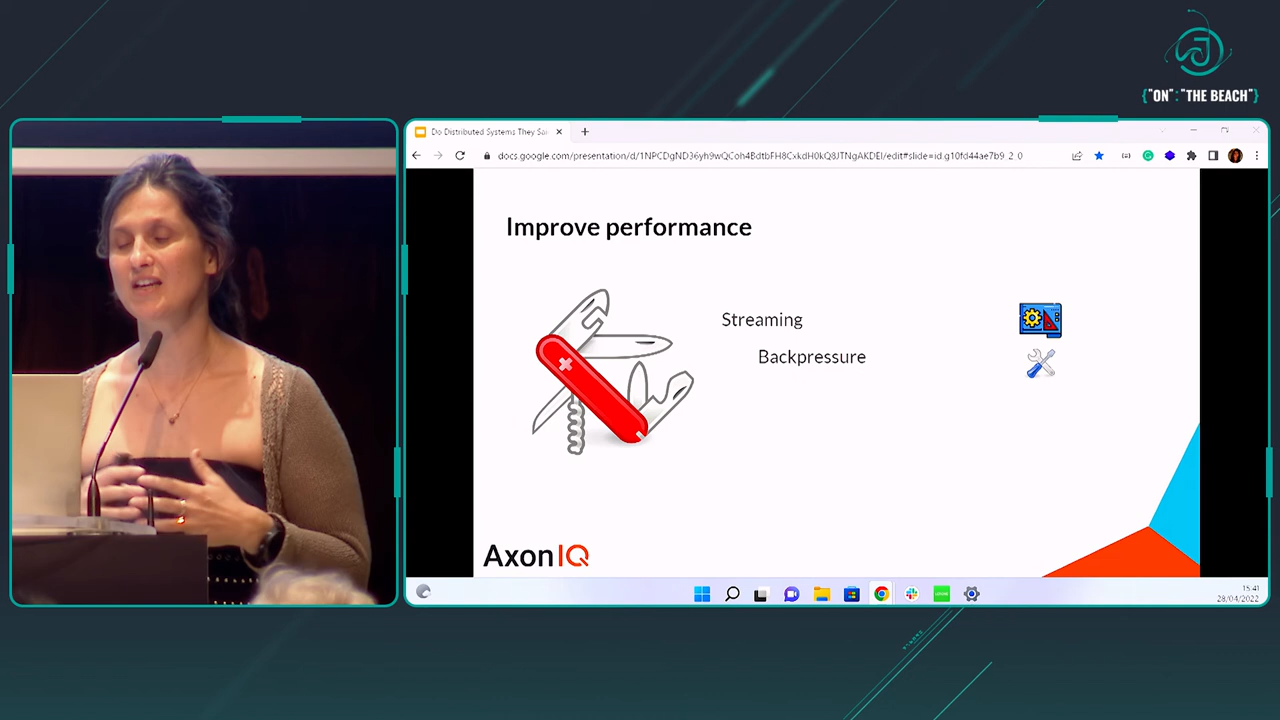 {"ON":"THE BEACH"}
Do Distributed Systems They Sai
docs.google.com/presentation/d/1NPCDgND36yh9wQCoh4BdtbFH8CxkdH0kQ8JTNgAKDEI/edit#slide=id.g10fd44ae7b9_2_0
Improve performance
Streaming
Backpressure
AxonIQ
15:41
28/04/2022